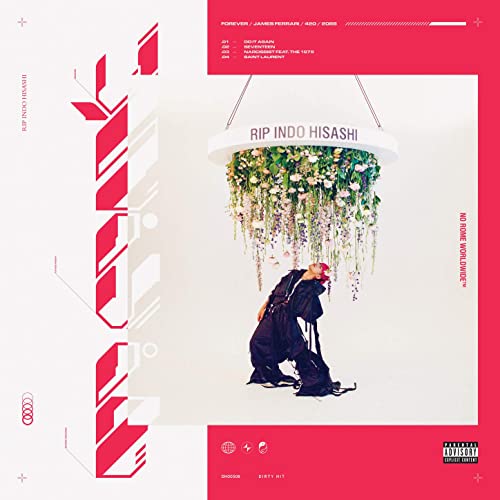 FOREVER / JAMES FERRARI / 420 / 2088
.01 – DO IT AGAIN
.02 – SEVENTEEN
.03 – NARCISSIST FEAT. THE 1975
.04 – SAINT LAURENT
RIP INDO HISASHI
RIP INDO HISASHI
NO ROME WORLDWIDE™
DIRTY HIT
PARENTAL
ADVISORY
EXPLICIT CONTENT